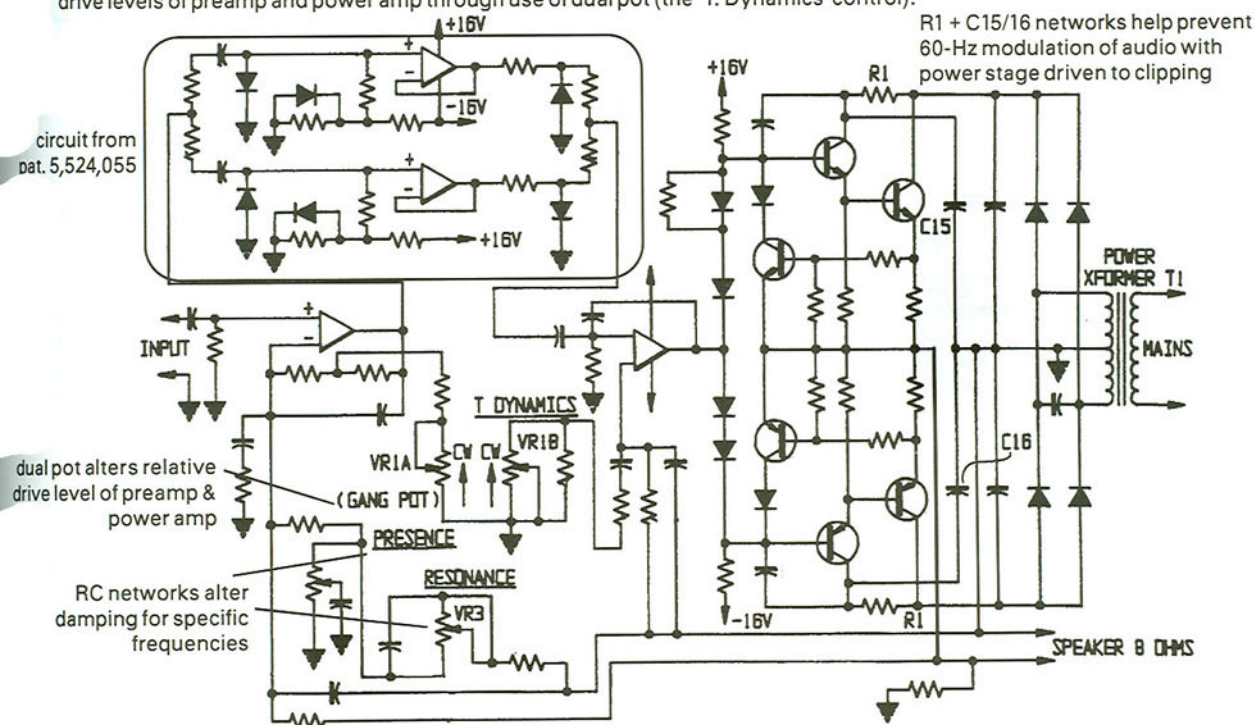 drive levels of preamp and power amp through use of dual pot (the "T. Dynamics" control).
R1 + C15/16 networks help prevent
60-Hz modulation of audio with
power stage driven to clipping
+16V
+16V
R1
-16V
circuit from
pat. 5,524,055
+
-
+
-
+16V
C15
POWER
XFORMER T1
MAINS
INPUT
+
-
T DYNAMICS
VR1A
CW
CW
VR1B
(GANG POT)
C16
dual pot alters relative
drive level of preamp &
power amp
PRESENCE
RESONANCE
VR3
RC networks alter
damping for specific
frequencies
-16V
R1
SPEAKER 8 OHMS